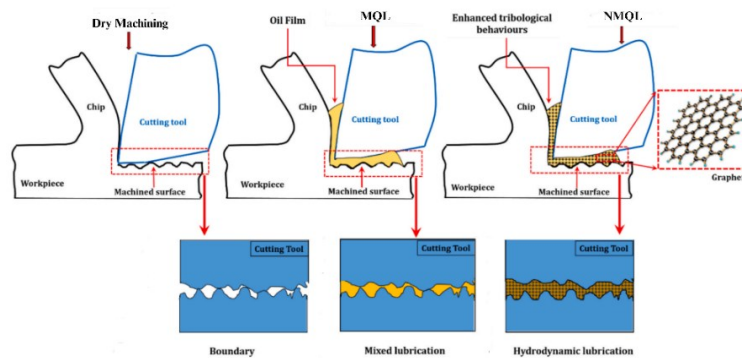 Dry Machining
Chip
Cutting tool
Workpiece
Machined surface
Cutting Tool
Boundary
Oil Film
MQL
Chip
Cutting tool
Workpiece
Machined surface
Cutting Tool
Mixed lubrication
Enhanced tribological
behaviours
NMQL
Chip
Cutting tool
Workpiece
Machined surface
Graphe
Cutting Tool
Hydrodynamic lubrication